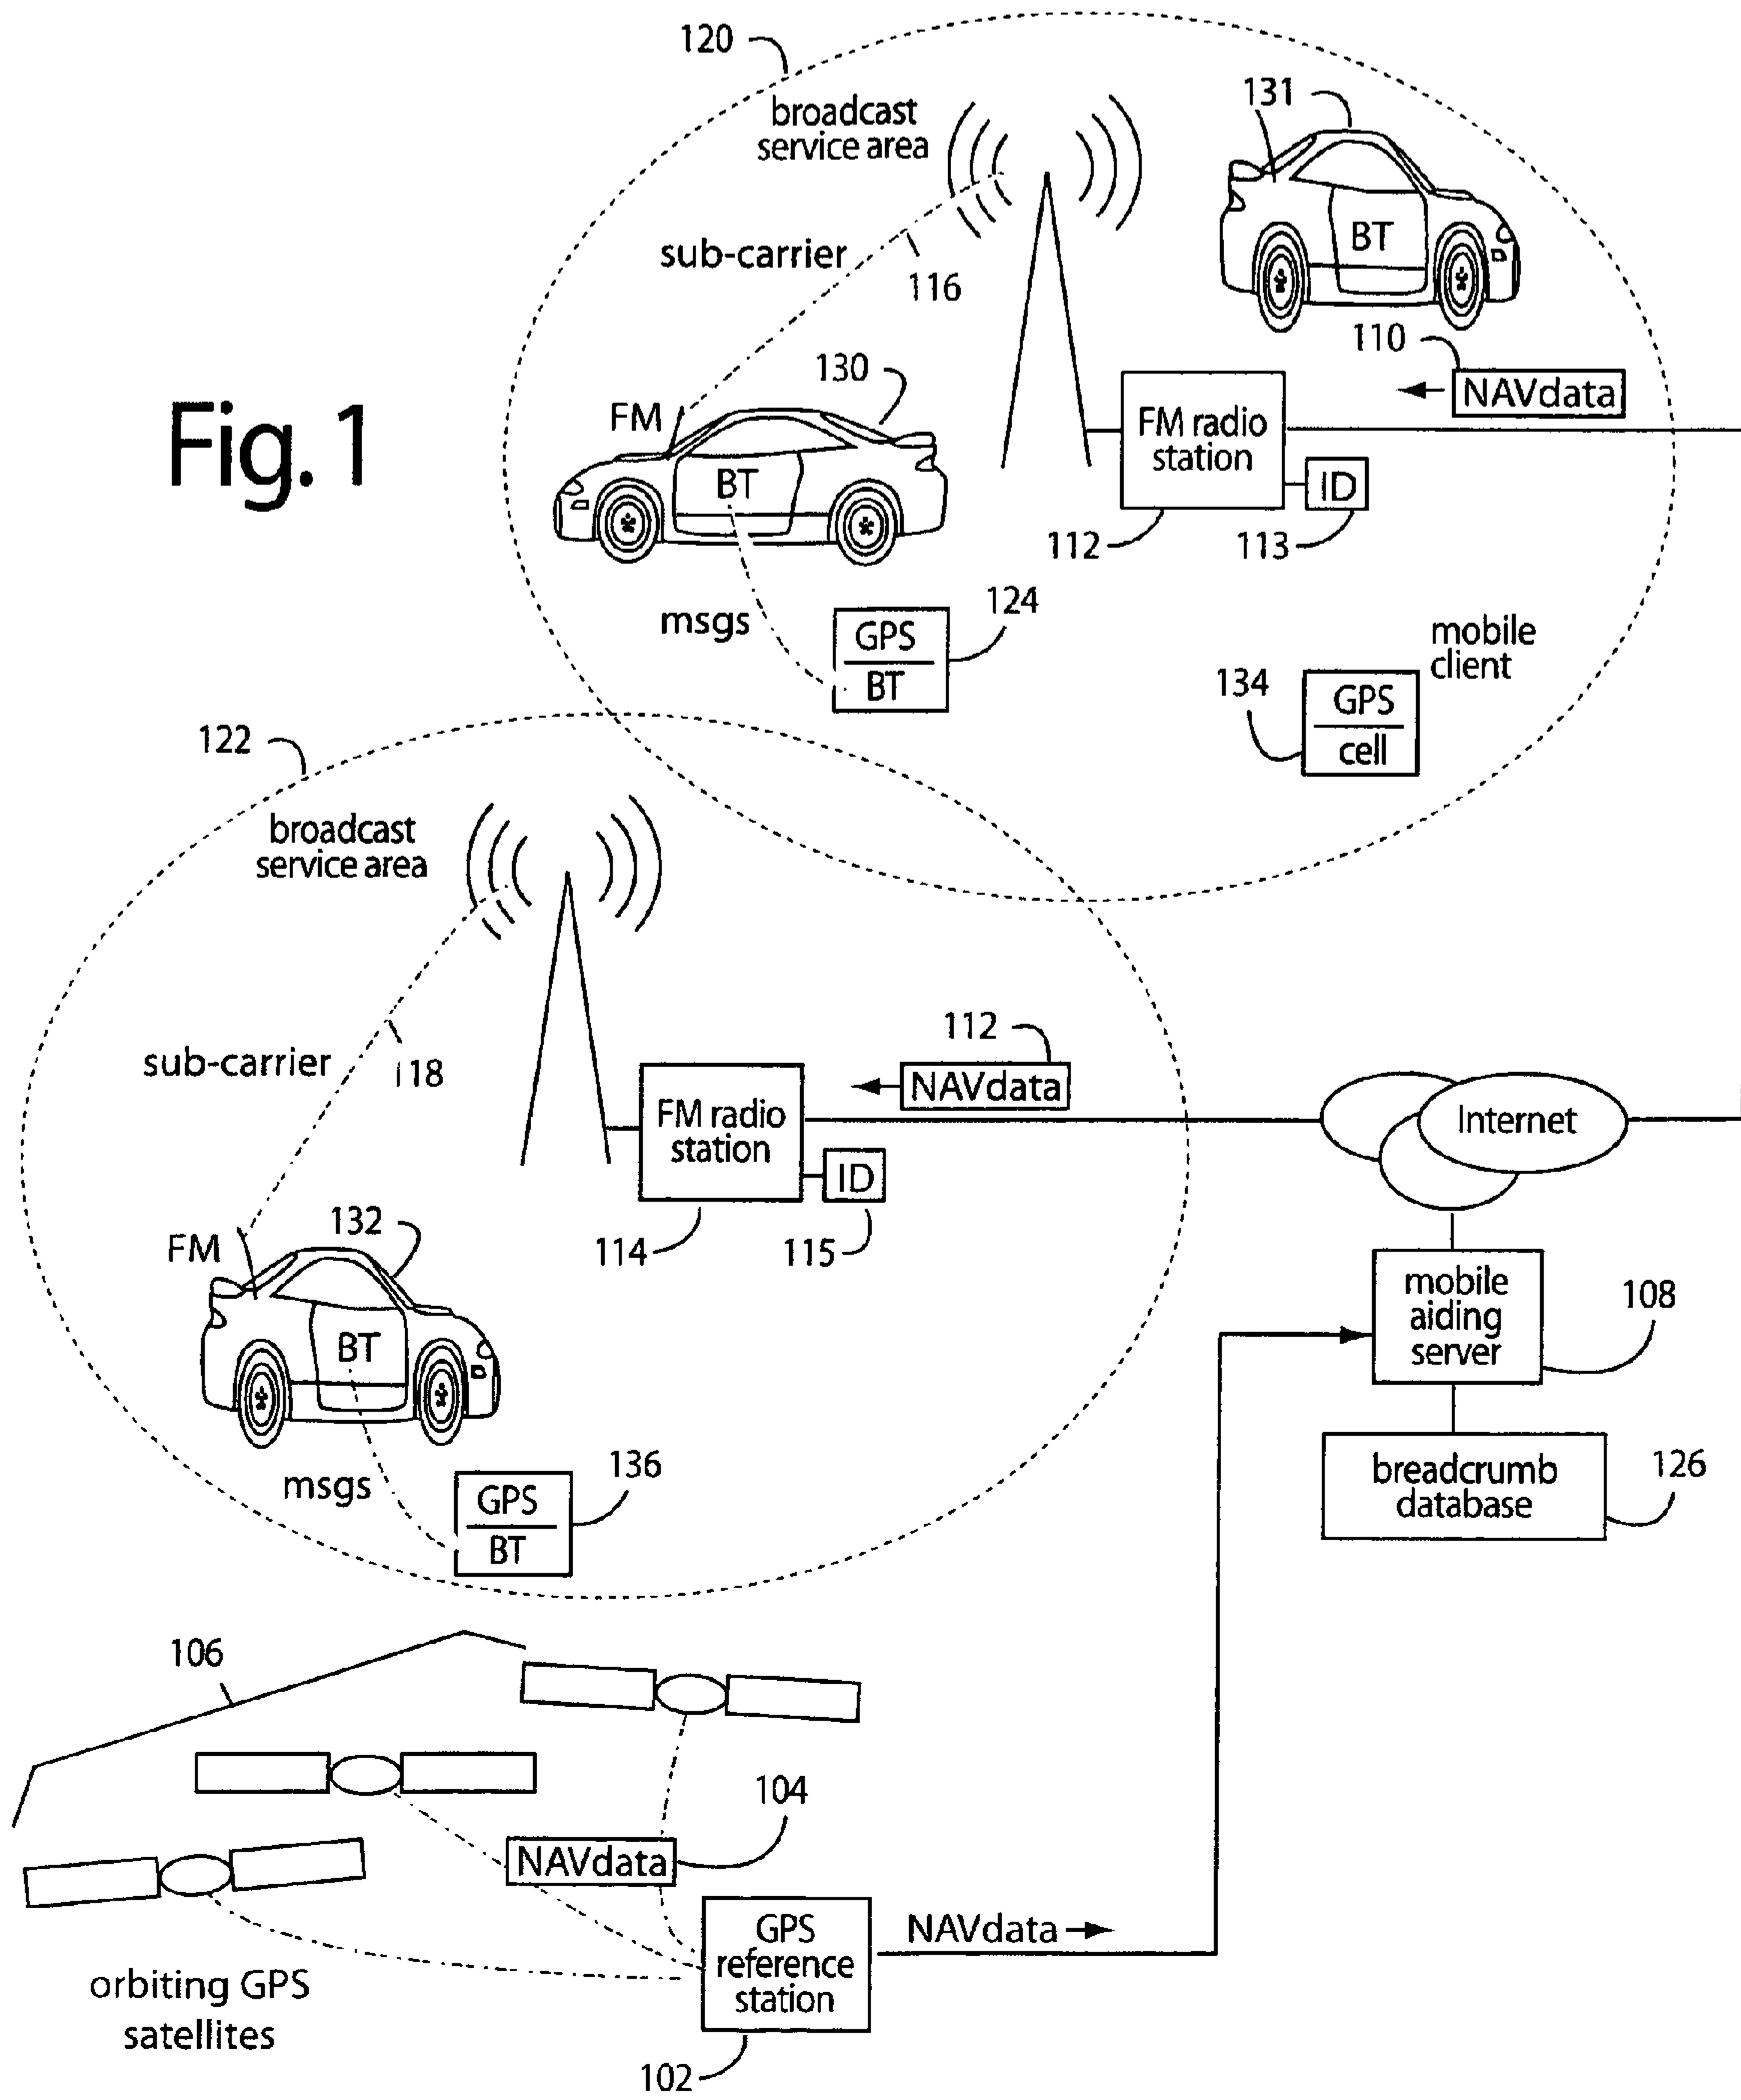 120
broadcast
service area
131
BT
sub-carrier
116
110
NAVdata
130
FM
BT
FM radio
station
ID
112
113
Fig. 1
msgs
124
GPS
BT
mobile
client
134
GPS
cell
122
broadcast
service area
112
NAVdata
sub-carrier
118
FM radio
station
ID
Internet
114
115
132
FM
BT
mobile
aiding
server
108
msgs
136
GPS
BT
breadcrumb
database
126
106
104
NAVdata
GPS
reference
station
NAVdata
orbiting GPS
satellites
102